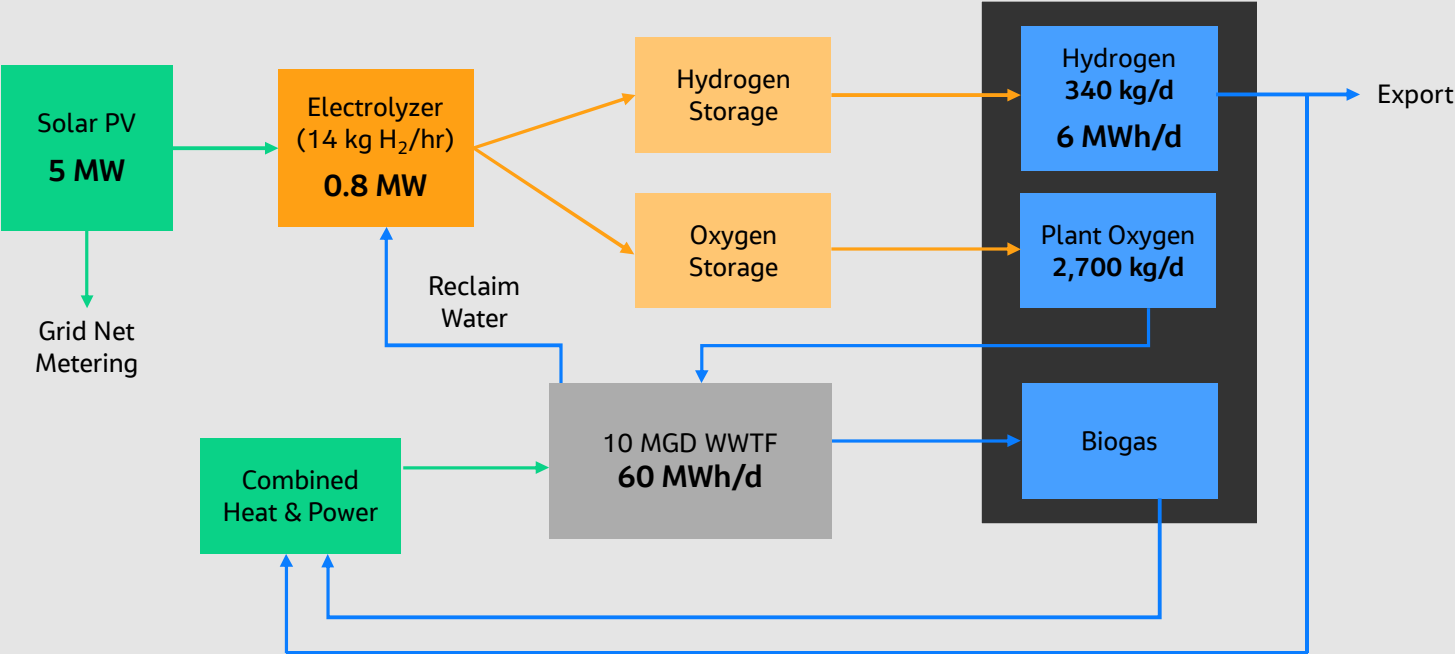 Solar PV
5 MW
Grid Net
Metering
Electrolyzer
(14 kg H₂/hr)
0.8 MW
Hydrogen
Storage
Oxygen
Storage
Hydrogen
340 kg/d
6 MWh/d
Export
Plant Oxygen
2,700 kg/d
Reclaim
Water
Combined
Heat & Power
10 MGD WWTF
60 MWh/d
Biogas